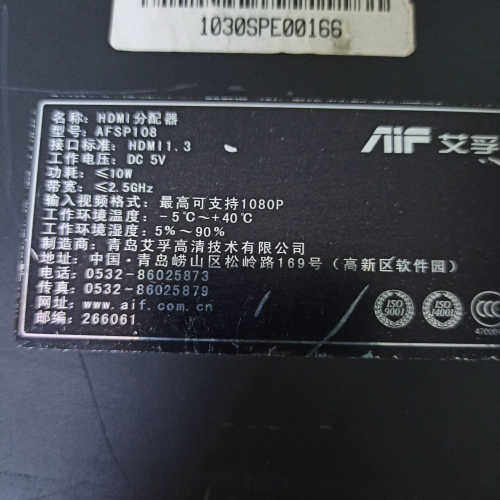 1030SPE00166
名称: HDMI分配器
型号: AFSP108
接口标准: HDMI1.3
工作电压: DC 5V
功耗: ≤10W
带宽: ≤2.5GHz
输入视频格式: 最高可支持1080P
工作环境温度: -5℃~+40℃
工作环境湿度: 5%~90%
制造商: 青岛艾孚高清技术有限公司
地址: 中国·青岛崂山区松岭路169号(高新区软件园)
电话: 0532-86025873
传真: 0532-86025879
网址: www.aif.com.cn
邮编: 266061
AIF 艾孚
ISO 9001
ISO 14001
CCC